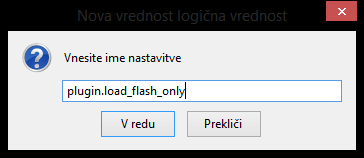 Nova vrednost logična vrednost
Vnesite ime nastavitve
plugin.load_flash_only
V redu
Prekliči